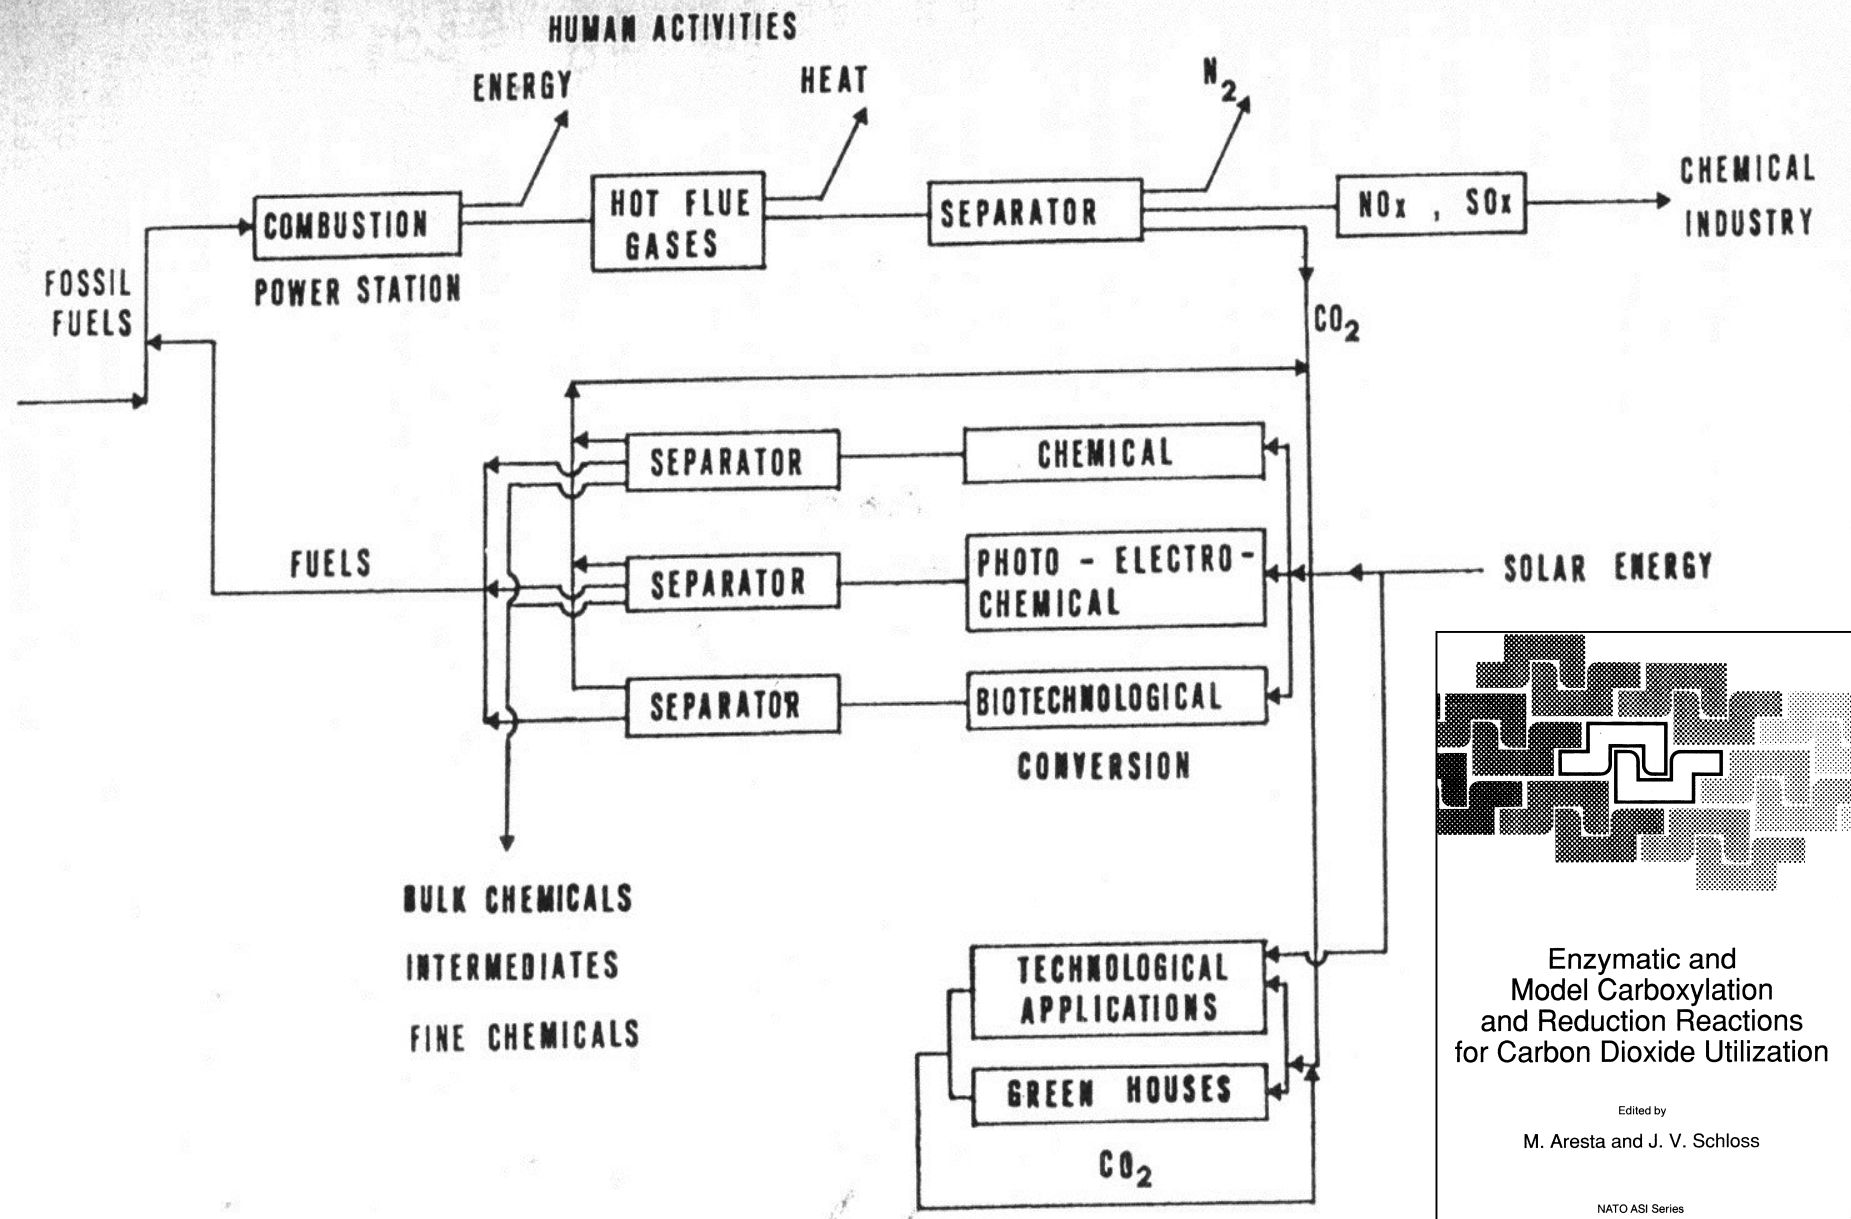 HUMAN ACTIVITIES
ENERGY
HEAT
N2
COMBUSTION
POWER STATION
HOT FLUE
GASES
SEPARATOR
NOx , SOx
CHEMICAL
INDUSTRY
FOSSIL
FUELS
CO2
SEPARATOR
CHEMICAL
FUELS
SEPARATOR
PHOTO - ELECTRO -
CHEMICAL
SOLAR ENERGY
SEPARATOR
BIOTECHNOLOGICAL
CONVERSION
BULK CHEMICALS
INTERMEDIATES
FINE CHEMICALS
TECHNOLOGICAL
APPLICATIONS
GREEN HOUSES
CO2
Enzymatic and
Model Carboxylation
and Reduction Reactions
for Carbon Dioxide Utilization
Edited by
M. Aresta and J. V. Schloss
NATO ASI Series